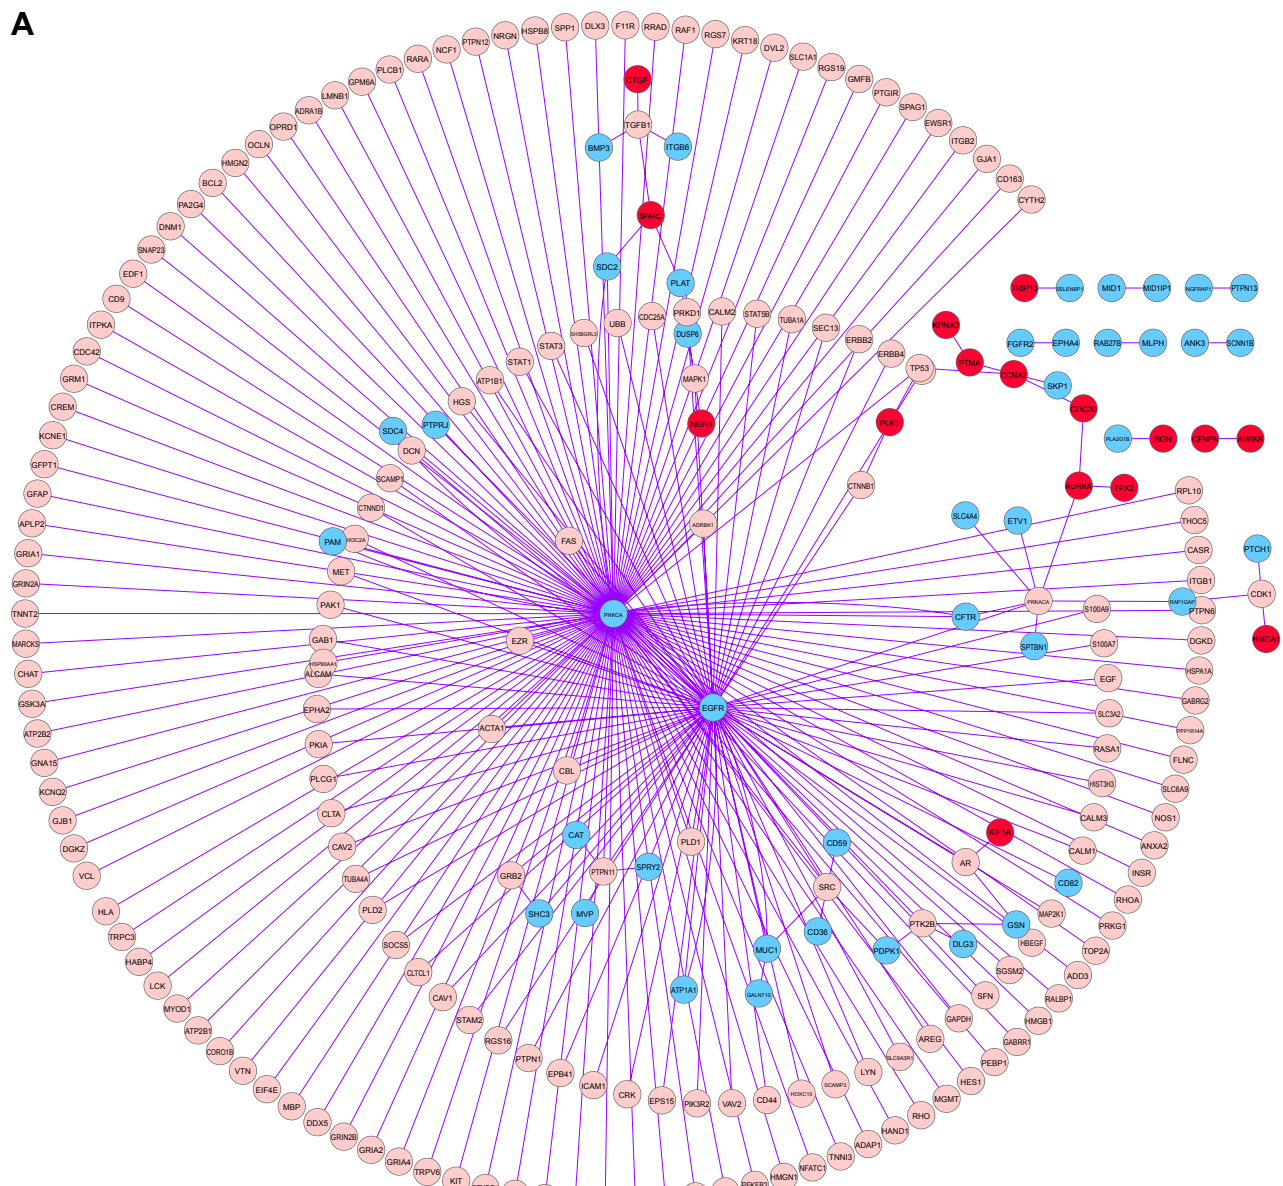 A
DLX3
F11R
RRAD
RAF1
RGS7
KRT18
DVL2
SLC1A1
RGS19
GMFB
PTGIR
SPAG1
EWSR1
ITGB2
GJA1
CD163
CYTH2
SPP1
HSPB8
NRGN
PTPN12
NCF1
RARA
PLCB1
GPM6A
LMNB1
ADRA1B
OPRD1
OCLN
HMGN2
BCL2
PA2G4
DNM1
SNAP23
EDF1
CD9
ITPKA
CDC42
GRM1
CREM
KCNE1
GFPT1
GFAP
APLP2
GRIA1
GRIN2A
TNNT2
MARCKS
CHAT
GSK3A
ATP2B2
GNA15
KCNQ2
GJB1
DGKZ
VCL
HLA
TRPC3
HABP4
LCK
MYOD1
ATP2B1
CORO1B
VTN
EIF4E
MBP
DDX5
GRIN2B
GRIA2
GRIA4
TRPV6
KIT
CTGF
ITGFB1
BMP3
ITGB6
SPARC
SDC2
PLAT
PRKD1
DUSP6
CDC25A
UBB
SH3BGRL3
STAT3
STAT1
ATP1B1
HGS
PTPRJ
SDC4
DCN
SCAMP1
CTNND1
PAM
IK3C2A
MET
PAK1
GAB1
HSP90AA1
ALCAM
EPHA2
PKIA
PLCG1
CLTA
CAV2
TUBA4A
PLD2
SOCS5
CLTCL1
CAV1
STAM2
RGS16
PTPN1
EPB41
ICAM1
CRK
EPS15
PIK3R2
VAV2
CD44
HOXC10
SCAMP3
LYN
SLC9A3R1
AREG
GAPDH
SFN
SGSM2
HBEGF
MAP2K1
CALM1
CALM3
HIST3H3
RASA1
SLC3A2
EGF
S100A7
S100A9
CALM2
STAT5B
TUBA1A
SEC13
ERBB2
ERBB4
TP53
MAPK1
NEFH
PLK1
CTNNB1
ADRBK1
FAS
PRKCA
EZR
EGFR
ACTA1
CBL
CAT
PTPN11
SPRY2
PLD1
GRB2
SHC3
MVP
CD59
SRC
CD36
MUC1
GALNT10
ATP1A1
PDPK1
PTK2B
DLG3
GSN
AR
KIF1A
CD82
KPNA2
PTMA
CCNA2
SKP1
CDC20
AURKA
TPX2
SLC4A4
ETV1
PRKACA
CFTR
SPTBN1
RAP1GAP
PTCH1
CDK1
HMGA1
TRIP13
SELENBP1
MID1
MID1IP1
NGFRAP1
PTPN13
FGFR2
EPHA4
RAB27B
MLPH
ANK3
SCNN1B
PLA2G1B
BGN
CENPA
AURKB
RPL10
THOC5
CASR
ITGB1
PTPN6
DGKD
HSPA1A
GABRG2
PPP1R14A
FLNC
SLC6A9
NOS1
ANXA2
INSR
RHOA
PRKG1
TOP2A
ADD3
RALBP1
HMGB1
GABRR1
PEBP1
HES1
MGMT
RHO
HAND1
ADAP1
TNNI3
NFATC1
HMGN1